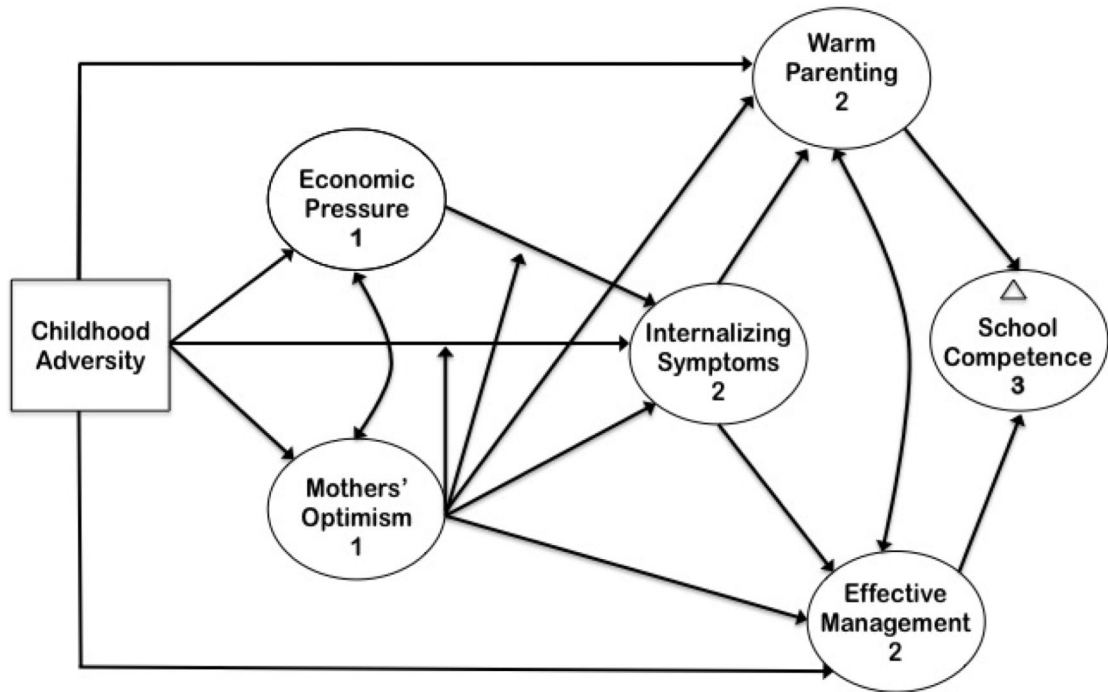 Warm
Parenting
2
Economic
Pressure
1
Childhood
Adversity
Internalizing
Symptoms
2
School
Competence
3
Mothers'
Optimism
1
Effective
Management
2